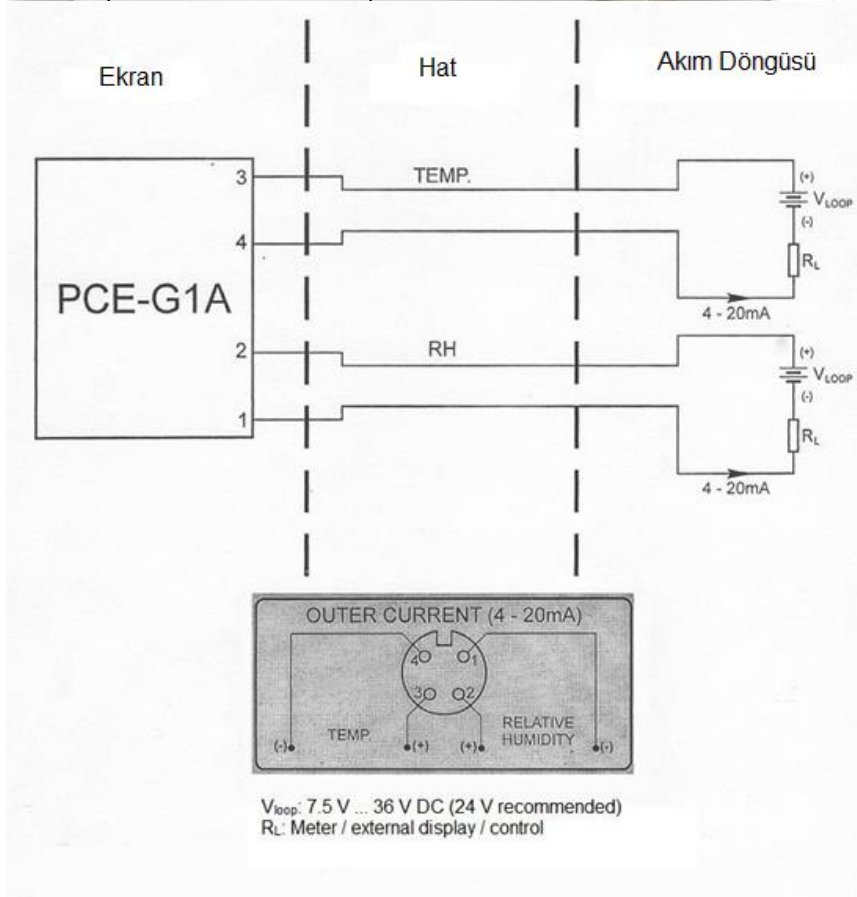 Ekran
Hat
Akım Döngüsü
3
TEMP.
(+)
VLOOP
(-)
4
RL
PCE-G1A
4 - 20mA
2
RH
(+)
VLOOP
(-)
1
RL
4 - 20mA
OUTER CURRENT (4 - 20mA)
4
1
3
2
RELATIVE
TEMP.
HUMIDITY
(-)
(+)
(+)
(-)
Vloop: 7.5 V ... 36 V DC (24 V recommended)
RL: Meter / external display / control